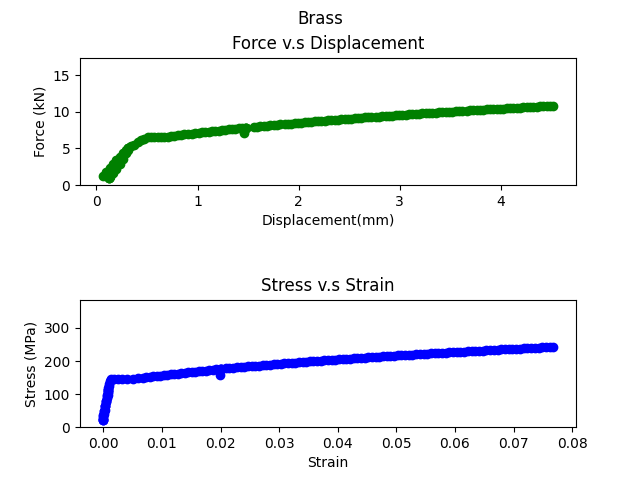 Brass
Force v.s Displacement
Force (kN)
15
10
5
0
0 1 2 3 4
Displacement(mm)
Stress v.s Strain
Stress (MPa)
300
200
100
0
0.00 0.01 0.02 0.03 0.04 0.05 0.06 0.07 0.08
Strain